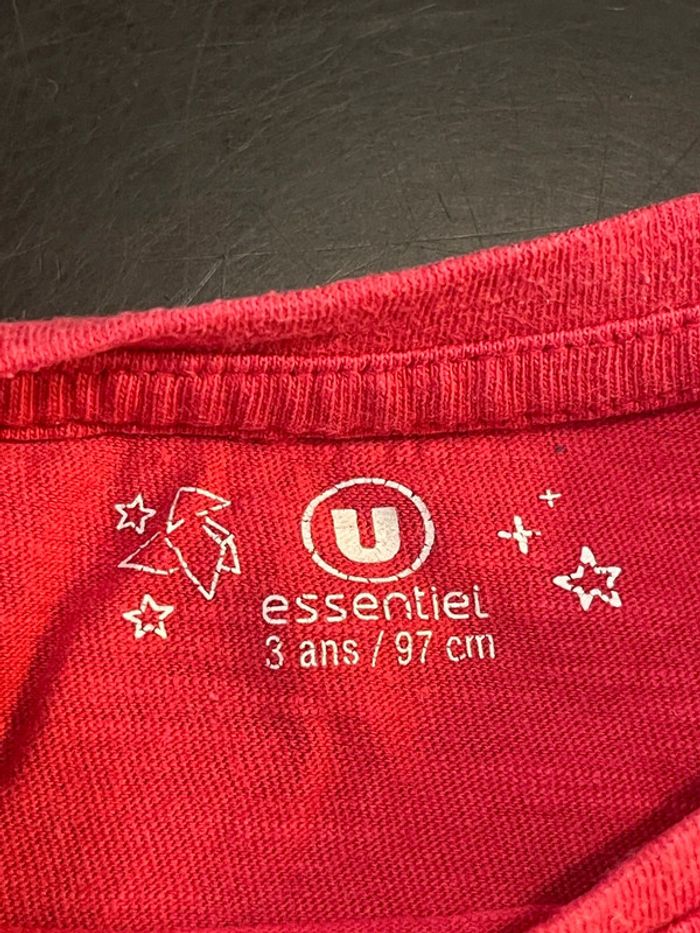 U
essentiel
3 ans / 97 cm